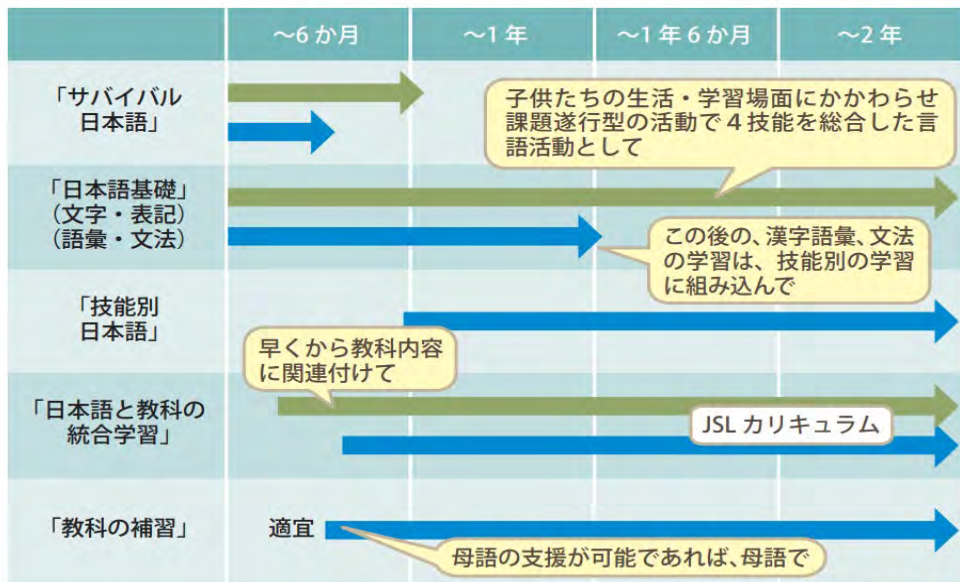 ～6か月
～1年
～1年6か月
～2年
「サバイバル
日本語」
子供たちの生活・学習場面にかかわらせ
課題遂行型の活動で4技能を総合した言
語活動として
「日本語基礎」
（文字・表記）
（語彙・文法）
この後の、漢字語彙、文法
の学習は、技能別の学習
に組み込んで
「技能別
日本語」
早くから教科内容
に関連付けて
「日本語と教科の
統合学習」
JSLカリキュラム
「教科の補習」
適宜
母語の支援が可能であれば、母語で